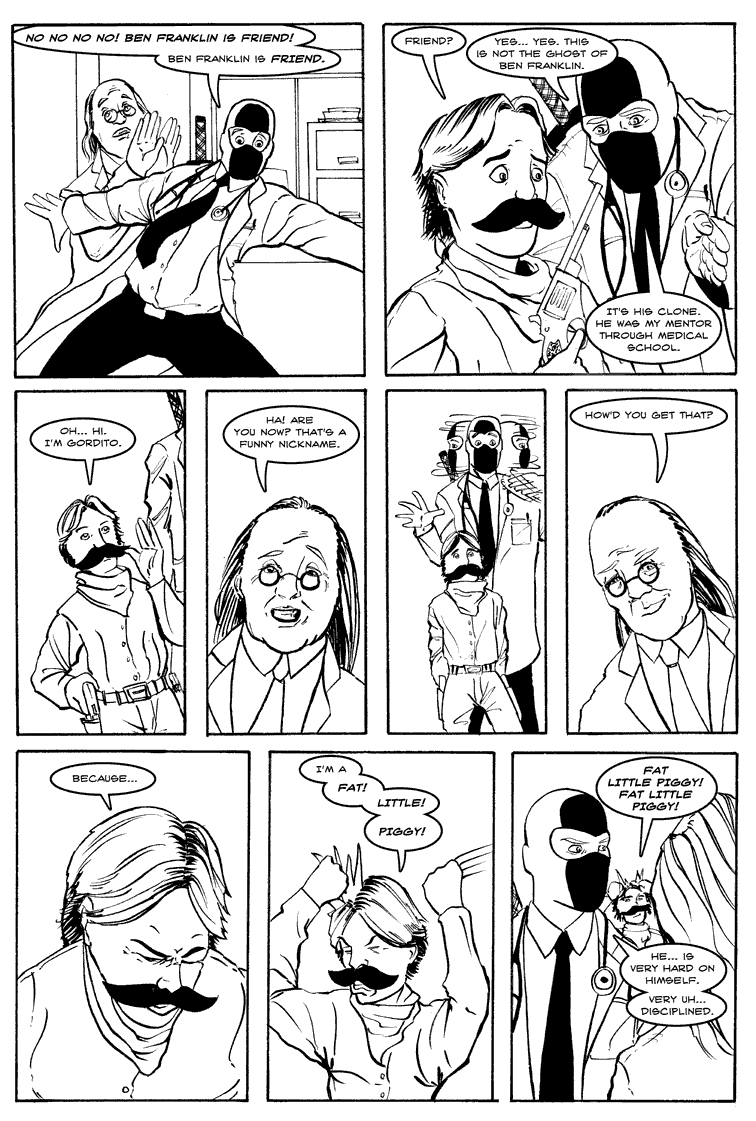 NO NO NO NO! BEN FRANKLIN IS FRIEND!
BEN FRANKLIN IS FRIEND.
FRIEND?
YES... YES. THIS
IS NOT THE GHOST OF
BEN FRANKLIN.
IT'S HIS CLONE.
HE WAS MY MENTOR
THROUGH MEDICAL
SCHOOL.
OH... HI.
I'M GORDITO.
HA! ARE
YOU NOW? THAT'S A
FUNNY NICKNAME.
HOW'D YOU GET THAT?
BECAUSE...
I'M A
FAT!
LITTLE!
PIGGY!
FAT
LITTLE PIGGY!
FAT LITTLE
PIGGY!
HE... IS
VERY HARD ON
HIMSELF.
VERY UH...
DISCIPLINED.